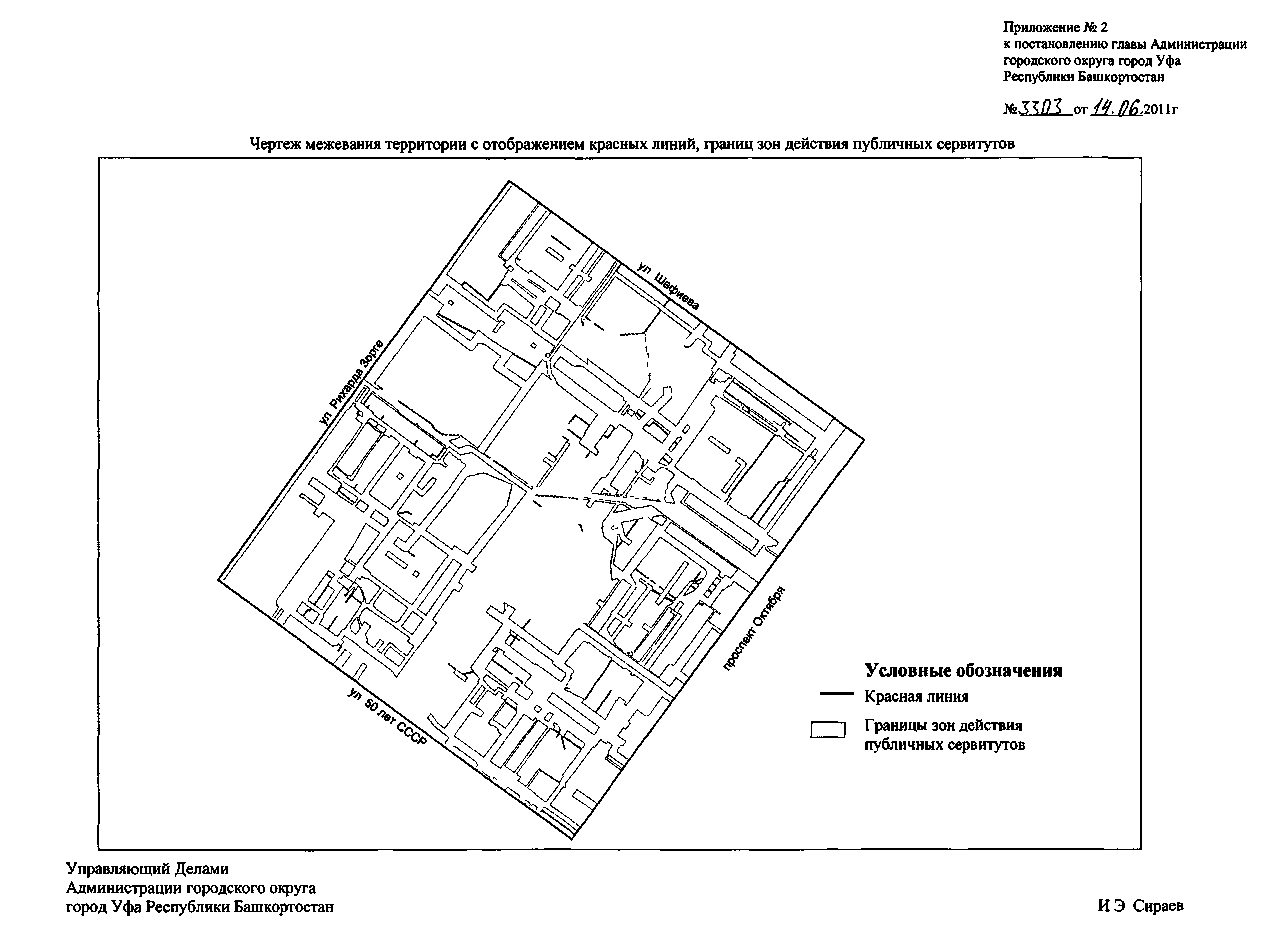 Приложение № 2
к постановлению главы Администрации
городского округа город Уфа
Республики Башкортостан
№ 3303 от 14.06.2011г
Чертеж межевания территории с отображением красных линий, границ зон действия публичных сервитутов
ул Шафиева
ул Рихарда Зорге
проспект Октября
ул 50 лет СССР
Условные обозначения
Красная линия
Границы зон действия
публичных сервитутов
Управляющий Делами
Администрации городского округа
город Уфа Республики Башкортостан
И Э Сираев